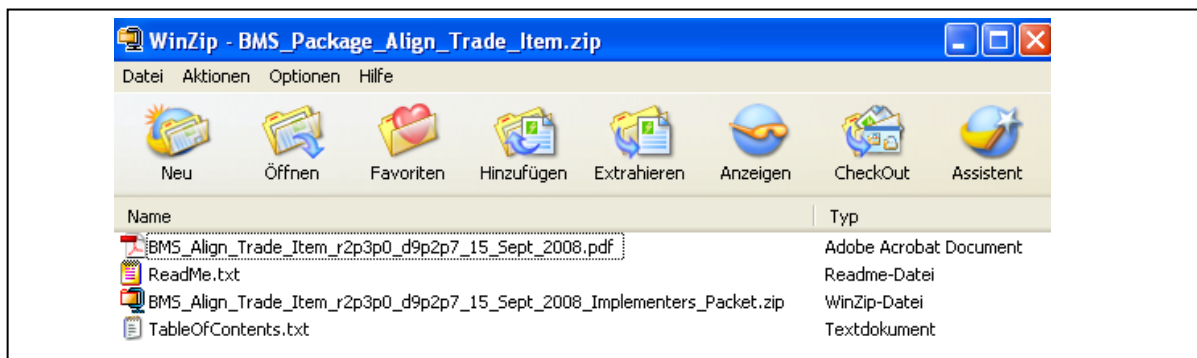 WinZip - BMS_Package_Align_Trade_Item.zip
Datei Aktionen Optionen Hilfe
Neu Öffnen Favoriten Hinzufügen Extrahieren Anzeigen CheckOut Assistent
Name Typ
BMS_Align_Trade_Item_r2p3p0_d9p2p7_15_Sept_2008.pdf Adobe Acrobat Document
ReadMe.txt Readme-Datei
BMS_Align_Trade_Item_r2p3p0_d9p2p7_15_Sept_2008_Implementers_Packet.zip WinZip-Datei
TableOfContents.txt Textdokument